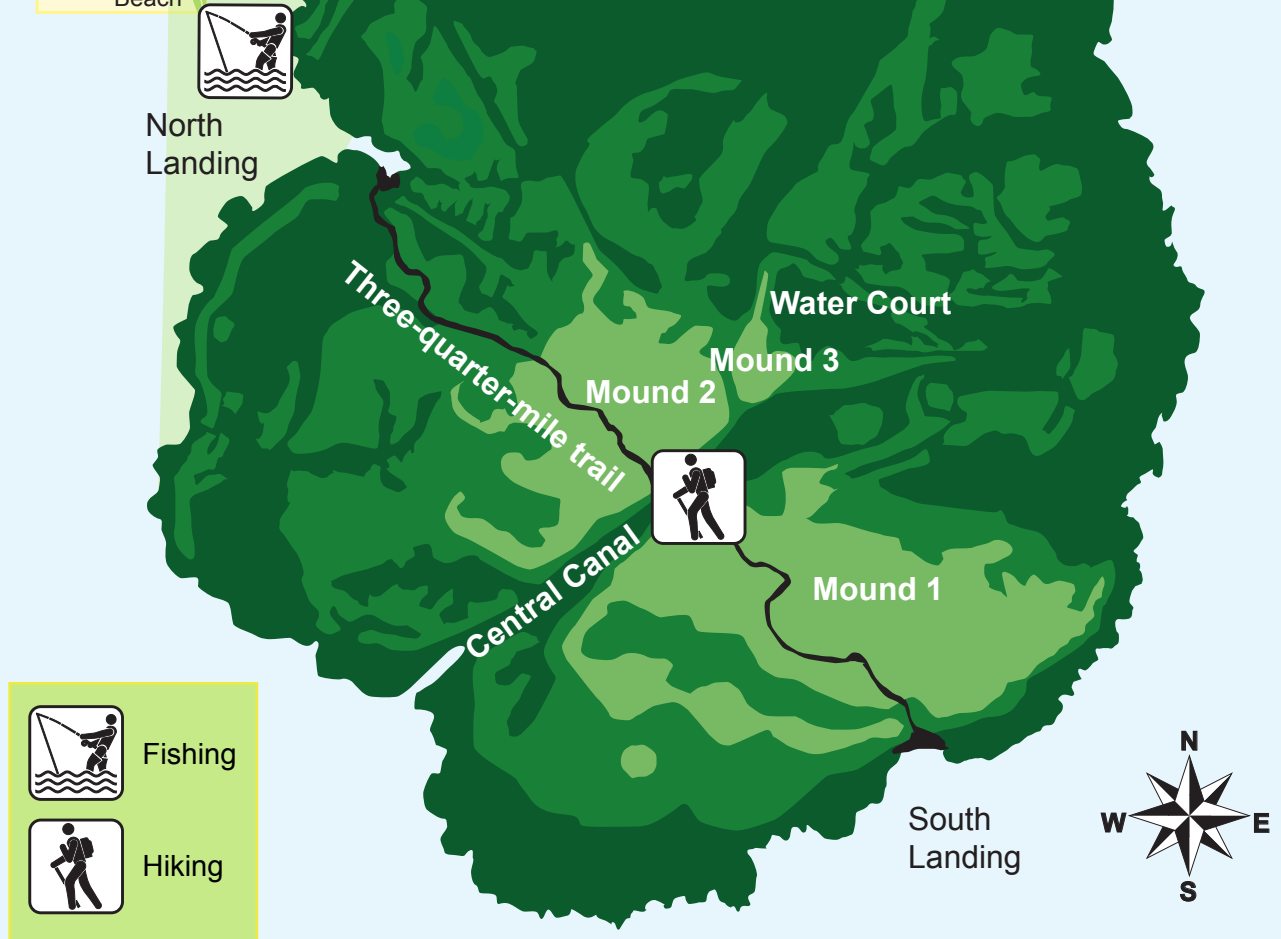 Beach
North
Landing
Three-quarter-mile trail
Water Court
Mound 3
Mound 2
Central Canal
Mound 1
Fishing
Hiking
South
Landing
N
W
E
S